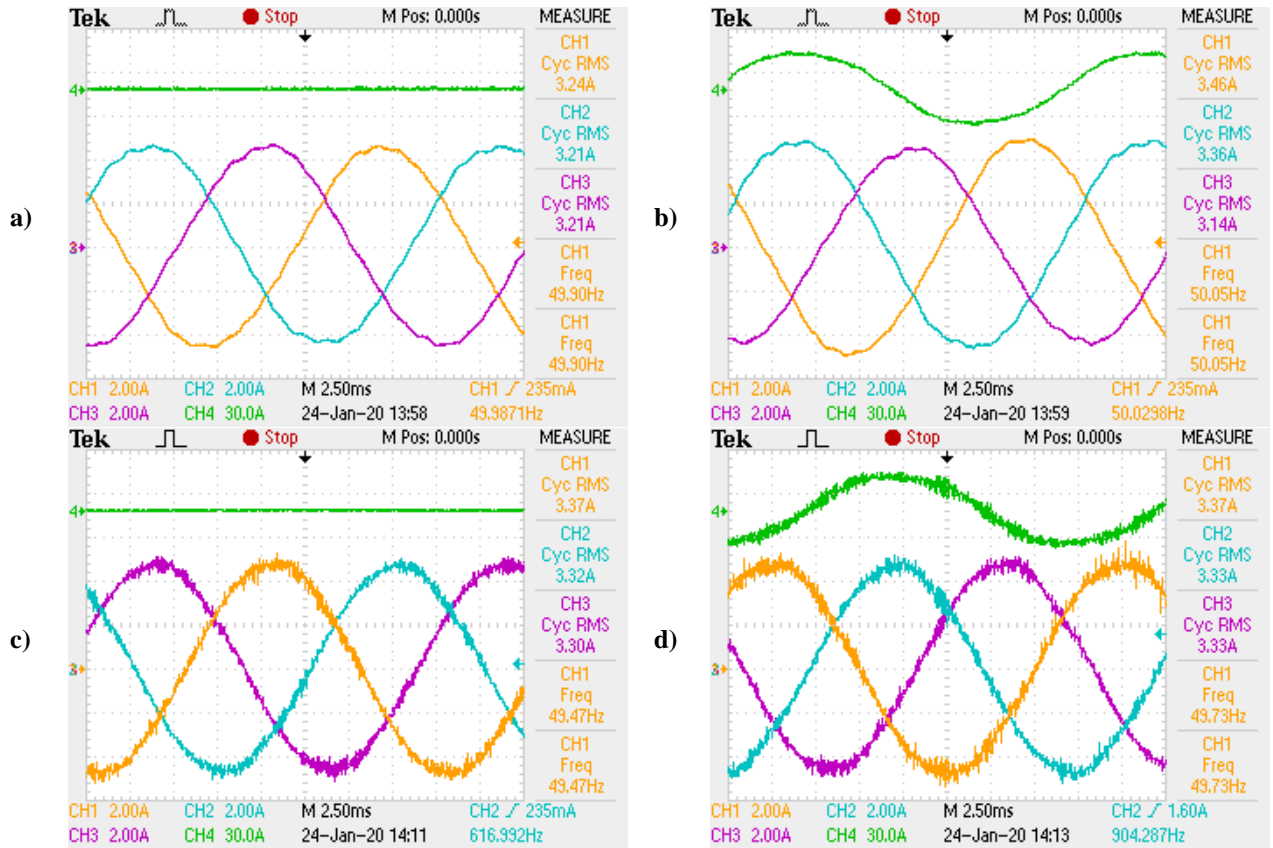 a)
Tek Stop M Pos: 0.000s MEASURE
CH1
Cyc RMS
3.24A
CH2
Cyc RMS
3.21A
CH3
Cyc RMS
3.21A
CH1
Freq
49.90Hz
CH1
Freq
49.90Hz
4
3
CH1 2.00A CH2 2.00A M 2.50ms CH1 235mA
CH3 2.00A CH4 30.0A 24-Jan-20 13:58 49.9871Hz
b)
Tek Stop M Pos: 0.000s MEASURE
CH1
Cyc RMS
3.46A
CH2
Cyc RMS
3.36A
CH3
Cyc RMS
3.14A
CH1
Freq
50.05Hz
CH1
Freq
50.05Hz
4
3
CH1 2.00A CH2 2.00A M 2.50ms CH1 235mA
CH3 2.00A CH4 30.0A 24-Jan-20 13:59 50.0298Hz
c)
Tek Stop M Pos: 0.000s MEASURE
CH1
Cyc RMS
3.37A
CH2
Cyc RMS
3.32A
CH3
Cyc RMS
3.30A
CH1
Freq
49.47Hz
CH1
Freq
49.47Hz
4
3
CH1 2.00A CH2 2.00A M 2.50ms CH2 235mA
CH3 2.00A CH4 30.0A 24-Jan-20 14:11 616.992Hz
d)
Tek Stop M Pos: 0.000s MEASURE
CH1
Cyc RMS
3.37A
CH2
Cyc RMS
3.33A
CH3
Cyc RMS
3.33A
CH1
Freq
49.73Hz
CH1
Freq
49.73Hz
4
3
CH1 2.00A CH2 2.00A M 2.50ms CH2 1.60A
CH3 2.00A CH4 30.0A 24-Jan-20 14:13 904.287Hz